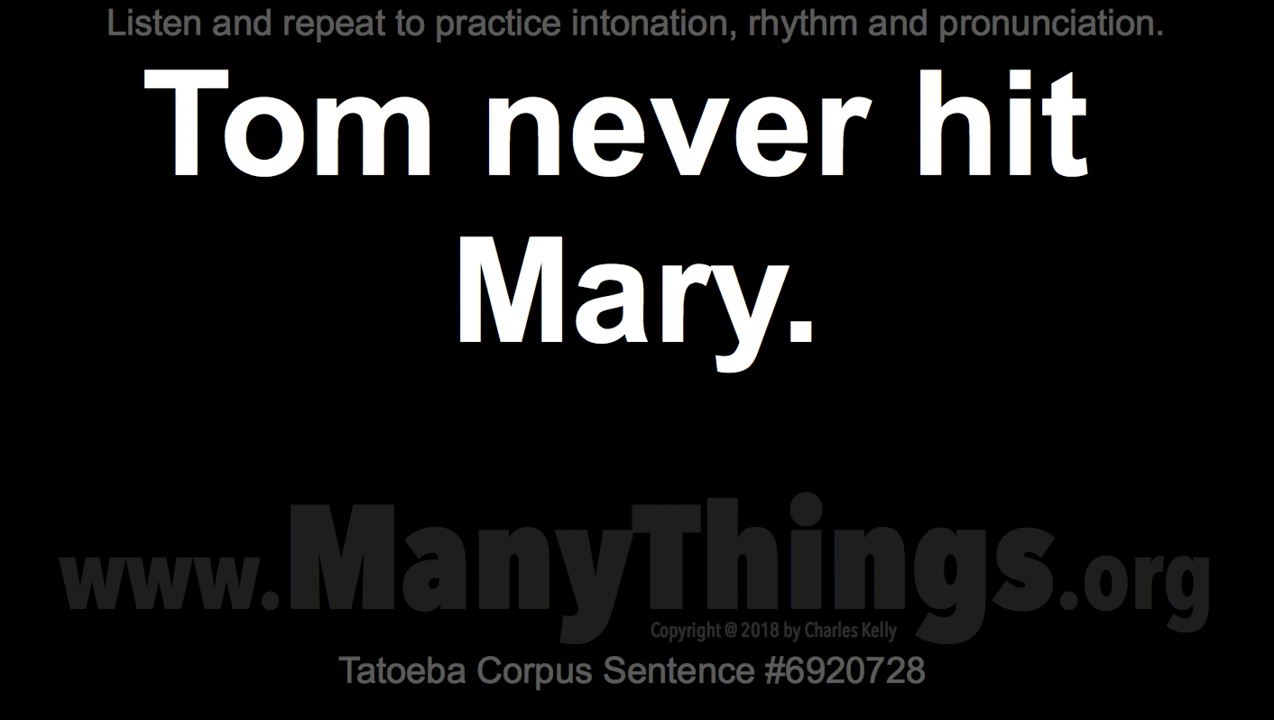 Listen and repeat to practice intonation, rhythm and pronunciation.
Tom never hit
Mary.
www.ManyThings.org
Copyright @ 2018 by Charles Kelly
Tatoeba Corpus Sentence #6920728